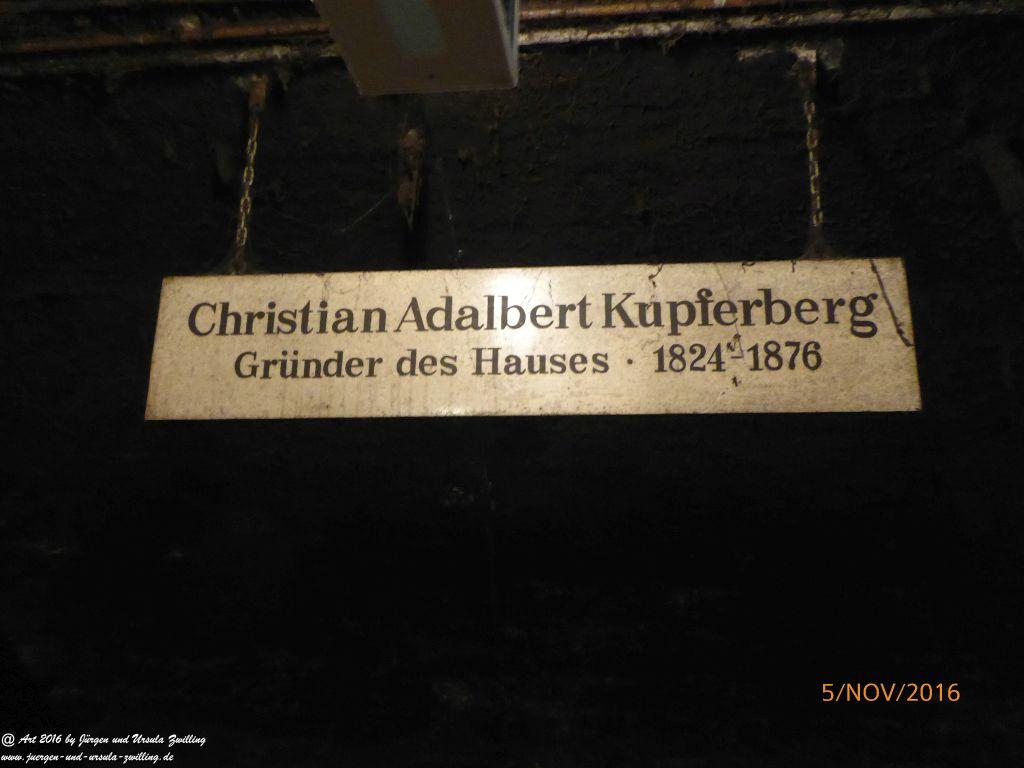 Christian Adalbert Kupferberg
Gründer des Hauses · 1824-1876
5/NOV/2016
@ Art 2016 by Jürgen und Ursula Zwilling
www.juergen-und-ursula-zwilling.de